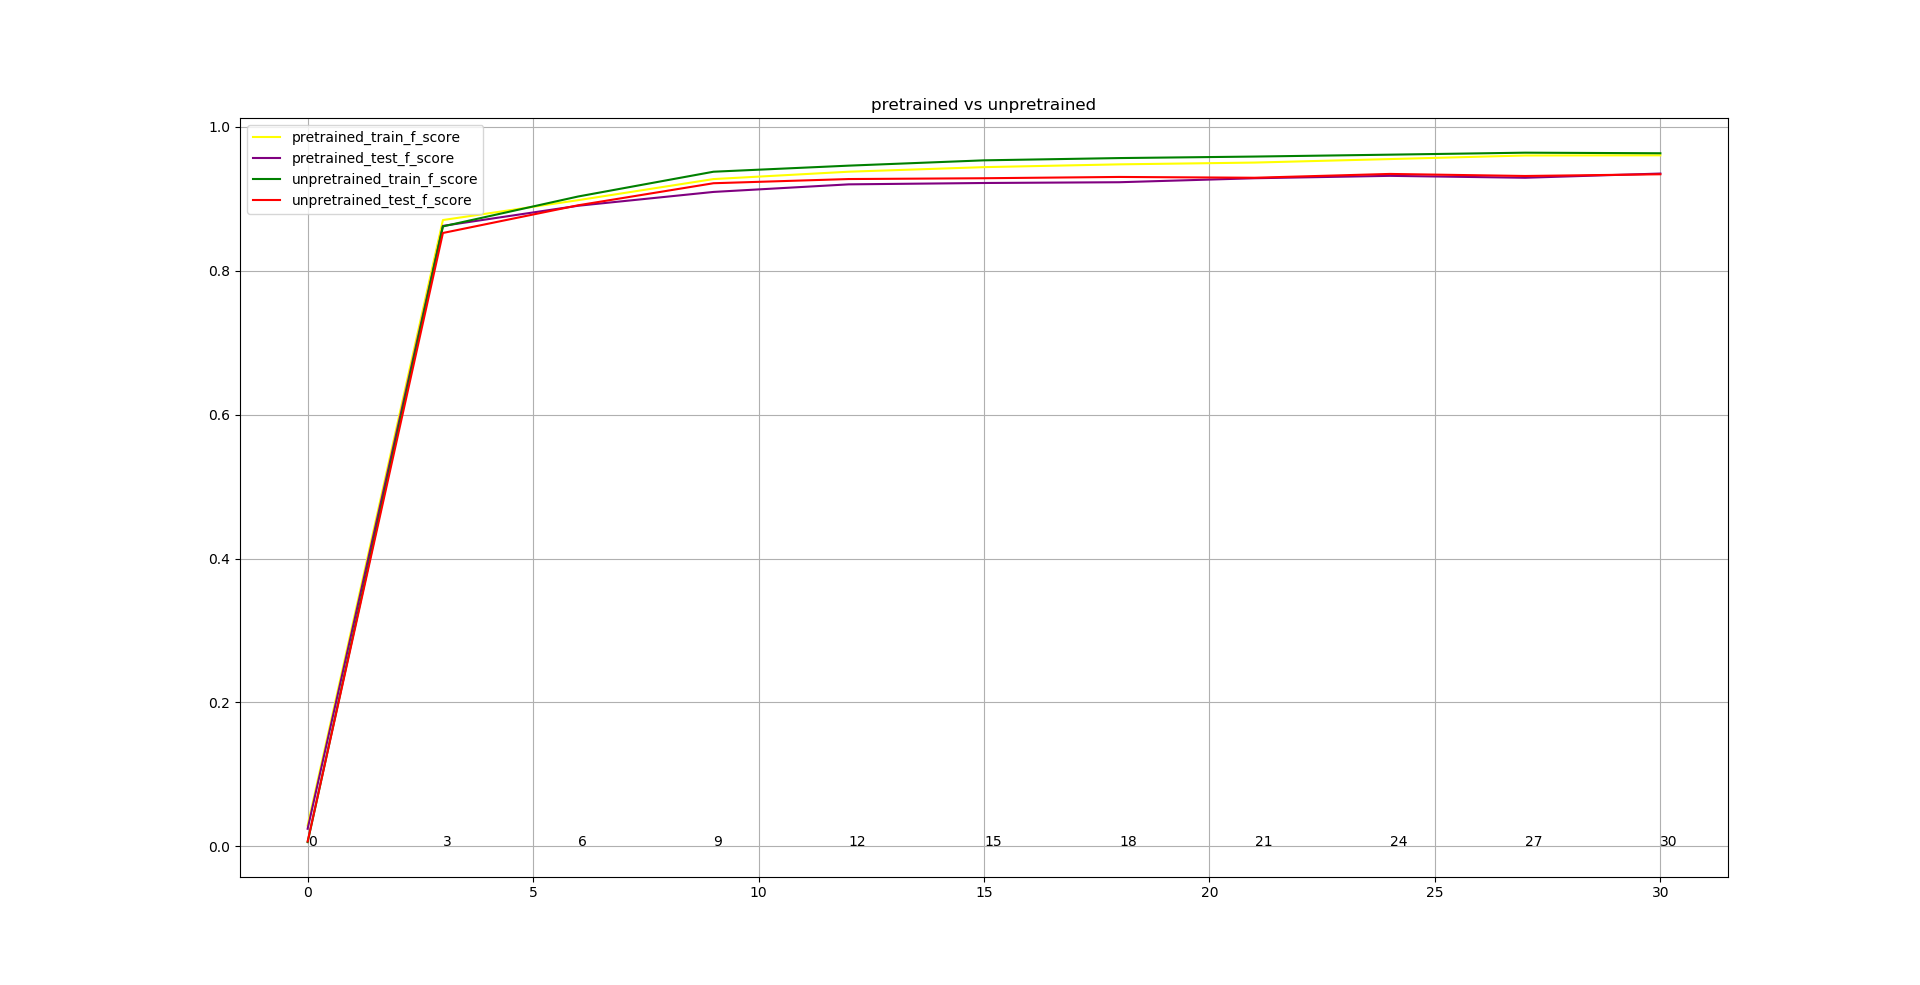 pretrained vs unpretrained
1.0
pretrained_train_f_score
pretrained_test_f_score
unpretrained_train_f_score
unpretrained_test_f_score
0.8
0.6
0.4
0.2
0.0
0 3 6 9 12 15 18 21 24 27 30
0 5 10 15 20 25 30